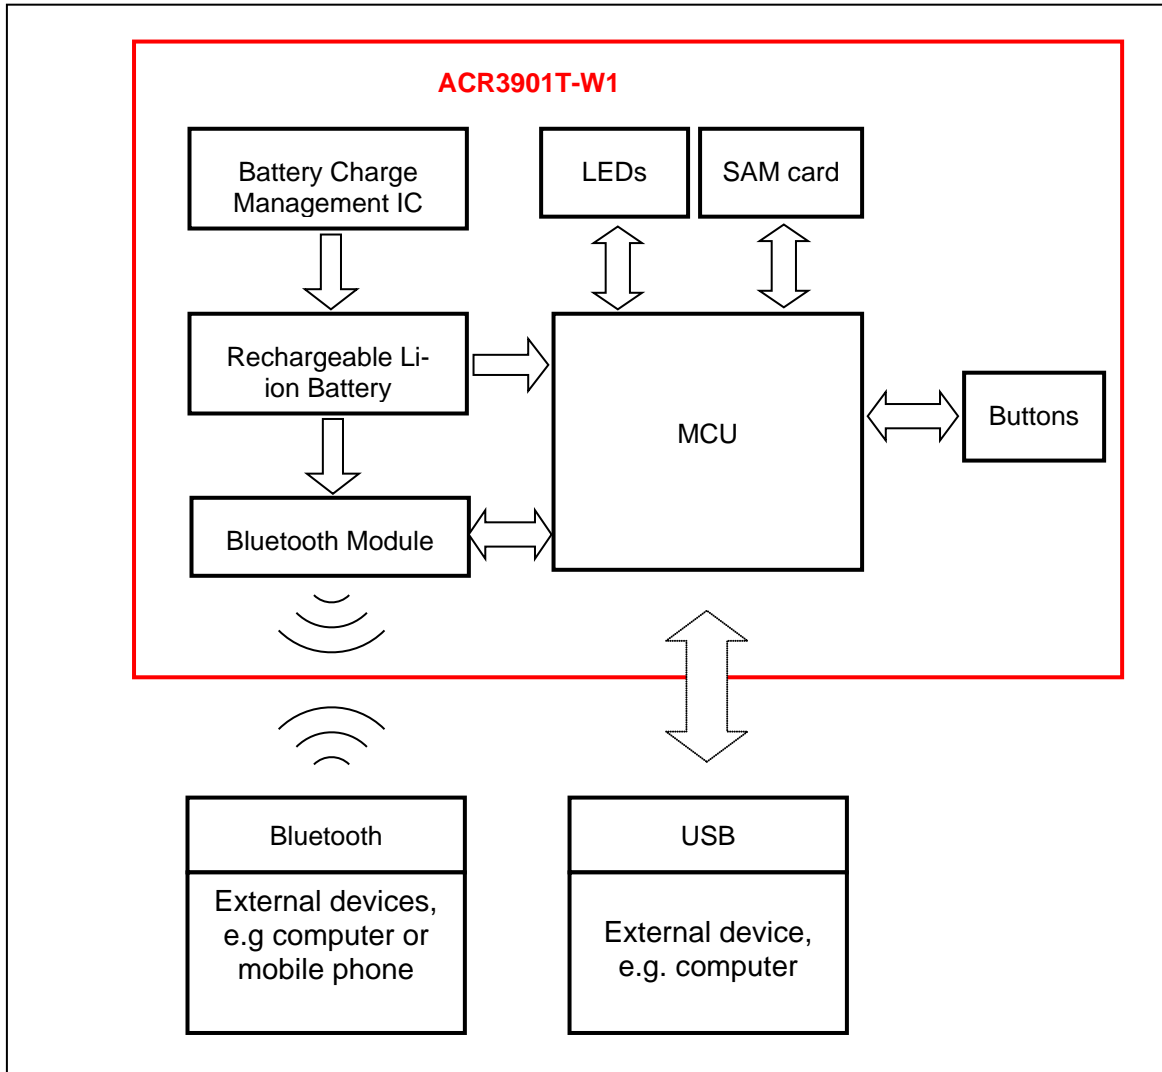 ACR3901T-W1
Battery Charge
Management IC
LEDs
SAM card
Rechargeable Li-
ion Battery
MCU
Buttons
Bluetooth Module
Bluetooth
External devices,
e.g computer or
mobile phone
USB
External device,
e.g. computer